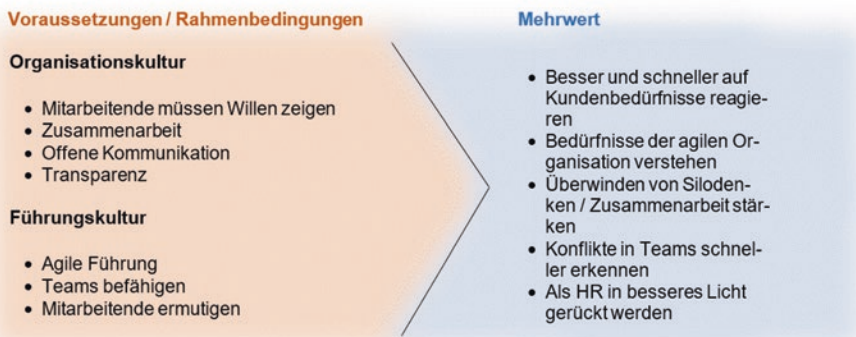 Voraussetzungen / Rahmenbedingungen
Organisationskultur
• Mitarbeitende müssen Willen zeigen
• Zusammenarbeit
• Offene Kommunikation
• Transparenz
Führungskultur
• Agile Führung
• Teams befähigen
• Mitarbeitende ermutigen
Mehrwert
• Besser und schneller auf
Kundenbedürfnisse reagie-
ren
• Bedürfnisse der agilen Or-
ganisation verstehen
• Überwinden von Siloden-
ken / Zusammenarbeit stär-
ken
• Konflikte in Teams schnel-
ler erkennen
• Als HR in besseres Licht
gerückt werden